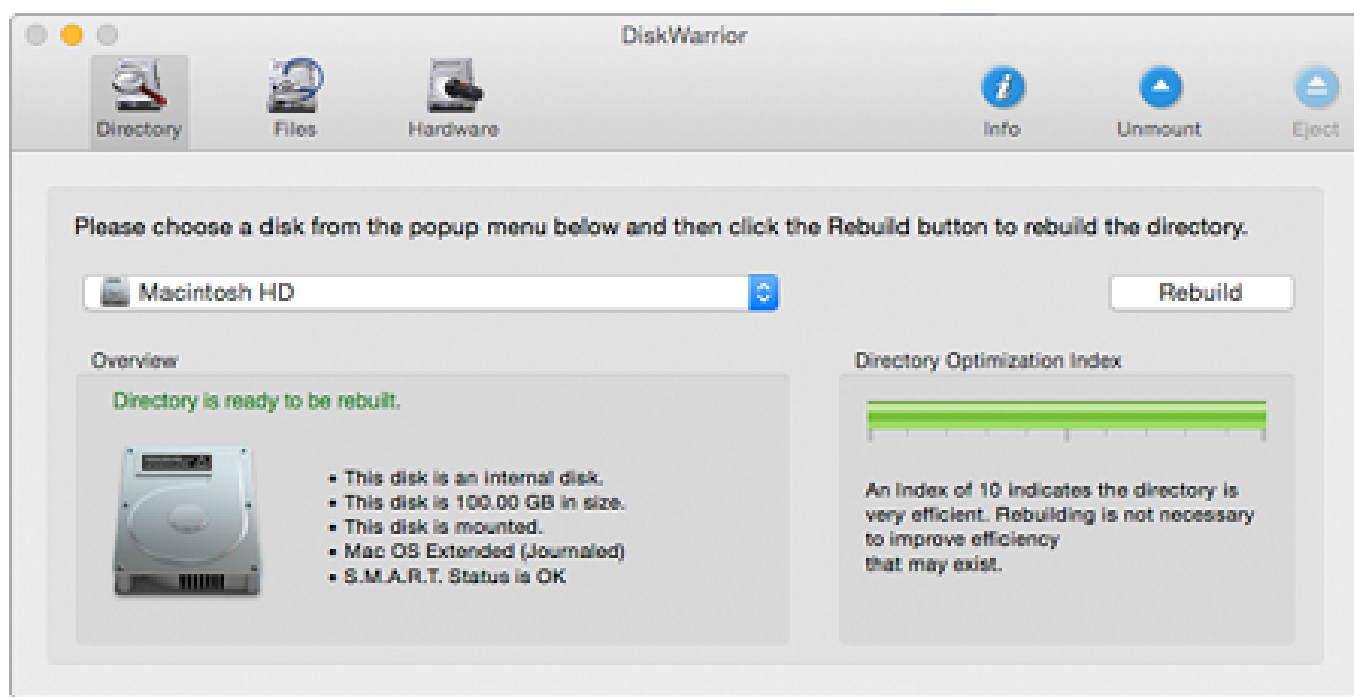 DiskWarrior
Directory
Files
Hardware
Info
Unmount
Eject
Please choose a disk from the popup menu below and then click the Rebuild button to rebuild the directory.
Macintosh HD
Rebuild
Overview
Directory is ready to be rebuilt.
• This disk is an internal disk.
• This disk is 100.00 GB in size.
• This disk is mounted.
• Mac OS Extended (Journaled)
• S.M.A.R.T. Status is OK
Directory Optimization Index
An Index of 10 indicates the directory is
very efficient. Rebuilding is not necessary
to improve efficiency
that may exist.